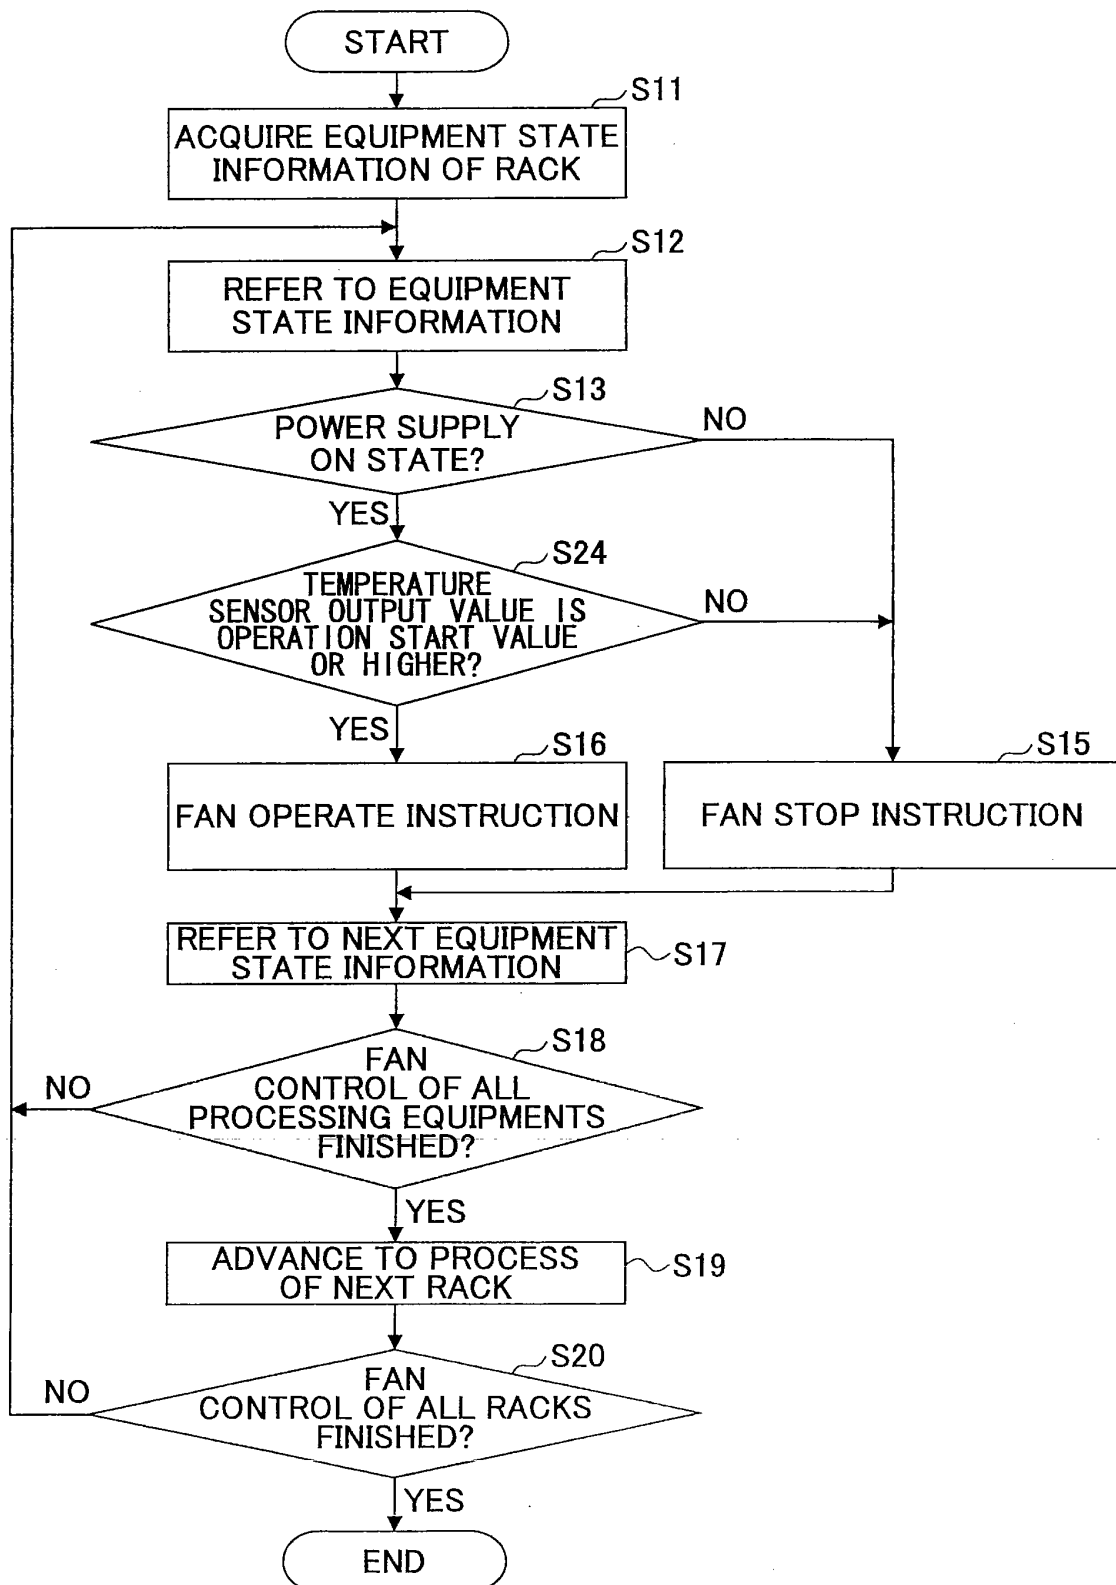 START
S11
ACQUIRE EQUIPMENT STATE
INFORMATION OF RACK
S12
REFER TO EQUIPMENT
STATE INFORMATION
S13
POWER SUPPLY
ON STATE?
NO
YES
S24
TEMPERATURE
SENSOR OUTPUT VALUE IS
OPERATION START VALUE
OR HIGHER?
NO
YES
S16
FAN OPERATE INSTRUCTION
S15
FAN STOP INSTRUCTION
REFER TO NEXT EQUIPMENT
STATE INFORMATION
S17
S18
FAN
CONTROL OF ALL
PROCESSING EQUIPMENTS
FINISHED?
NO
YES
ADVANCE TO PROCESS
OF NEXT RACK
S19
S20
FAN
CONTROL OF ALL RACKS
FINISHED?
NO
YES
END